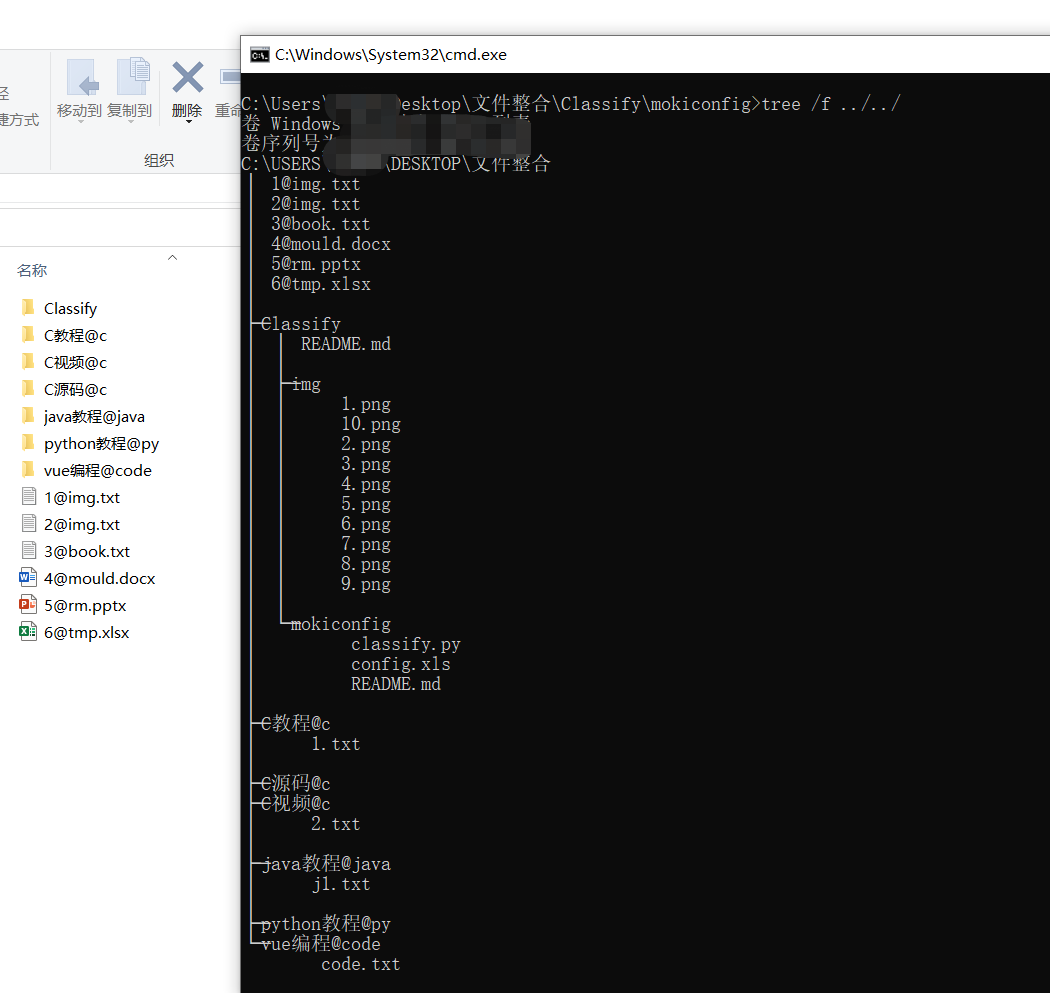 移动到 复制到 删除 重命
捷方式
组织
名称
Classify
C教程@c
C视频@c
C源码@c
java教程@java
python教程@py
vue编程@code
1@img.txt
2@img.txt
3@book.txt
4@mould.docx
5@rm.pptx
6@tmp.xlsx
C:\Windows\System32\cmd.exe
C:\Users\ esktop\文件整合\Classify\mokiconfig>tree /f ../../
卷 Windows 列表
卷序列号为
C:\USERS\ \DESKTOP\文件整合
1@img.txt
2@img.txt
3@book.txt
4@mould.docx
5@rm.pptx
6@tmp.xlsx
Classify
README.md
img
1.png
10.png
2.png
3.png
4.png
5.png
6.png
7.png
8.png
9.png
mokiconfig
classify.py
config.xls
README.md
C教程@c
1.txt
C源码@c
C视频@c
2.txt
java教程@java
j1.txt
python教程@py
vue编程@code
code.txt